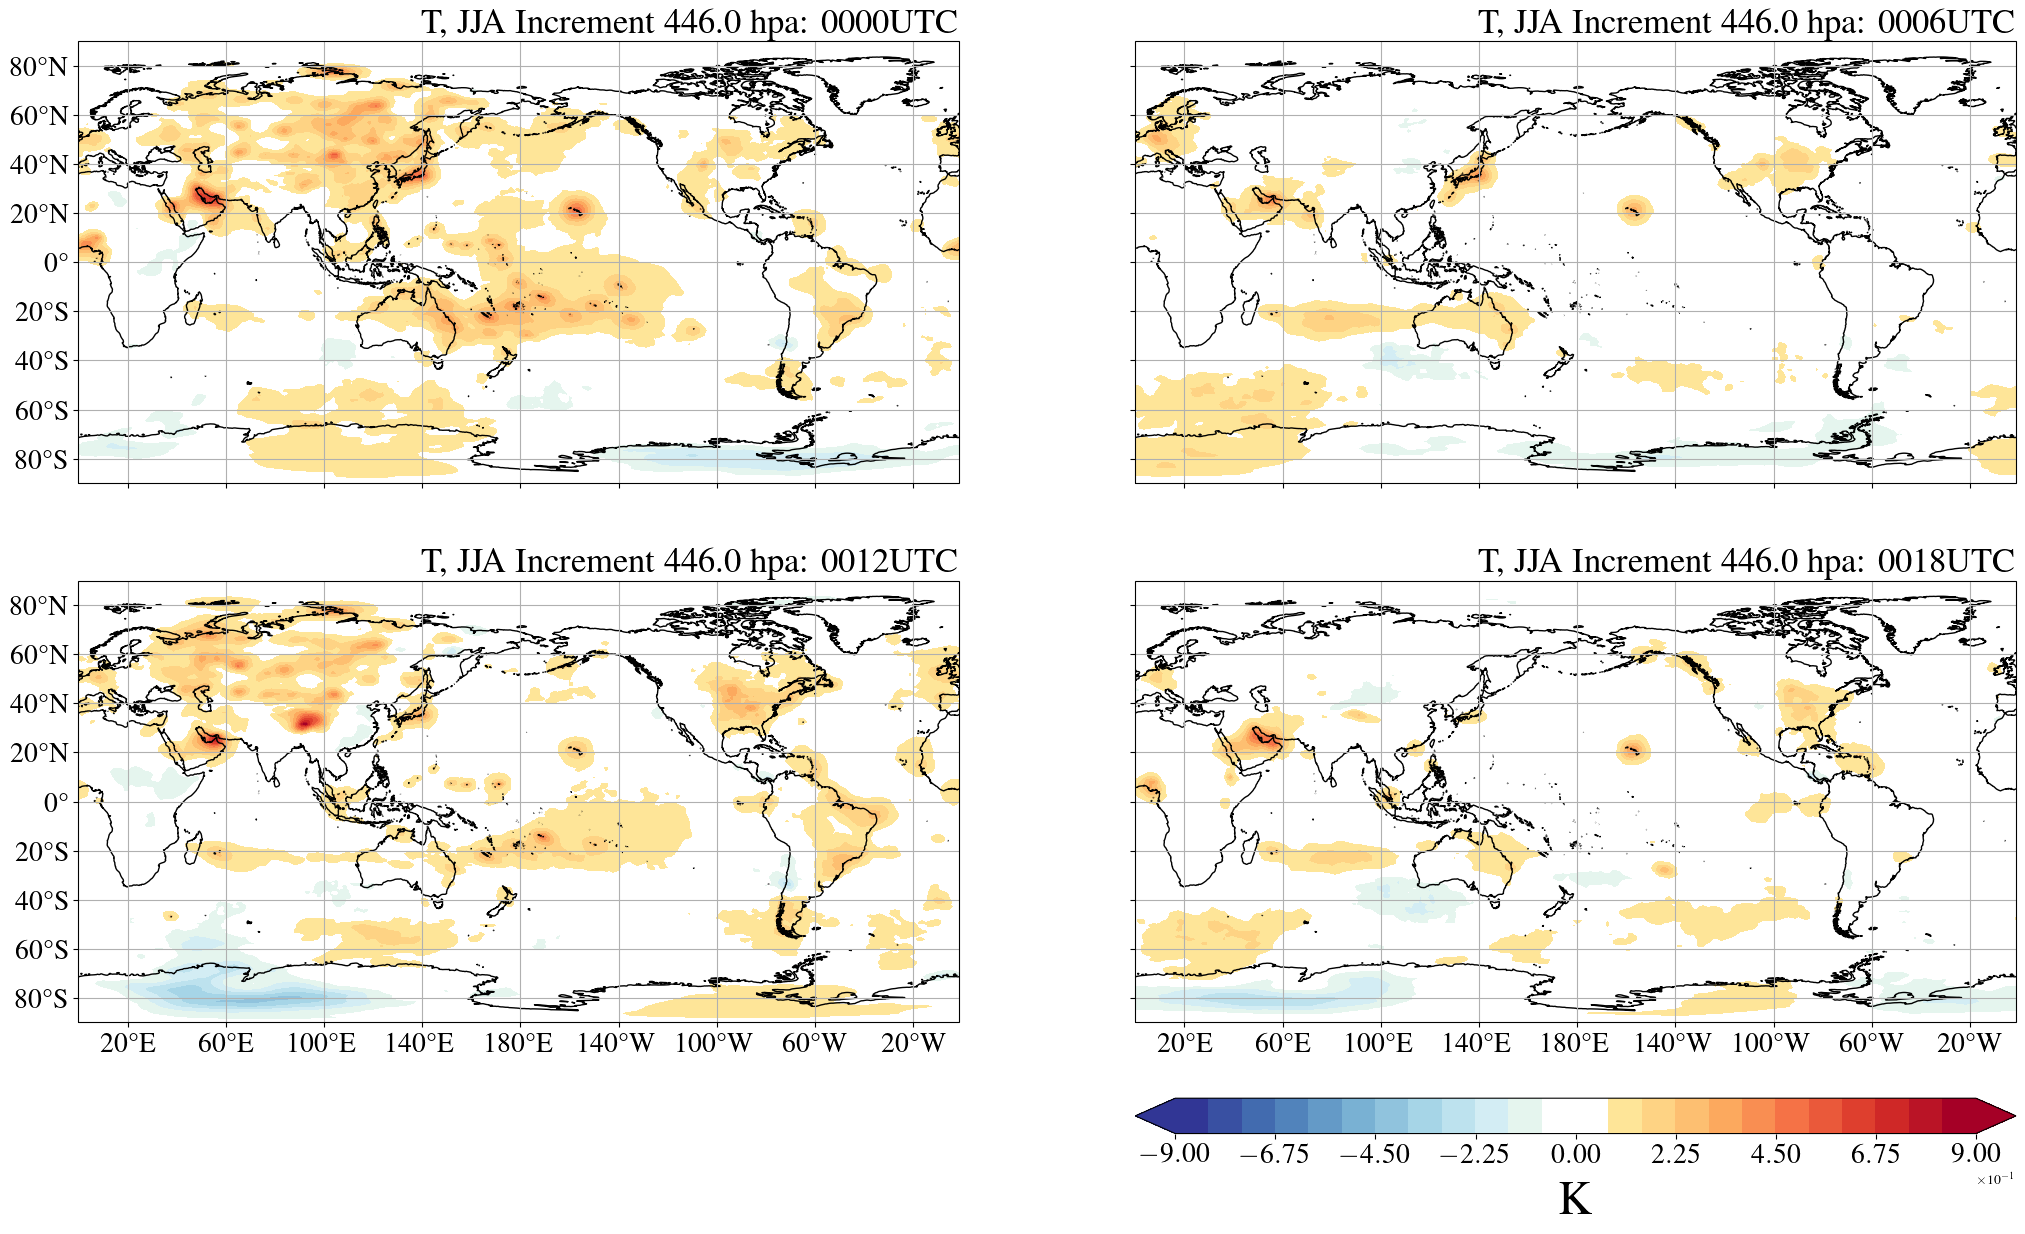 T, JJA Increment 446.0 hpa: 0000UTC
T, JJA Increment 446.0 hpa: 0006UTC
80°N
60°N
40°N
20°N
0°
20°S
40°S
60°S
80°S
T, JJA Increment 446.0 hpa: 0012UTC
T, JJA Increment 446.0 hpa: 0018UTC
80°N
60°N
40°N
20°N
0°
20°S
40°S
60°S
80°S
20°E 60°E 100°E 140°E 180°E 140°W 100°W 60°W 20°W
20°E 60°E 100°E 140°E 180°E 140°W 100°W 60°W 20°W
−9.00 −6.75 −4.50 −2.25 0.00 2.25 4.50 6.75 9.00
×10⁻¹
K